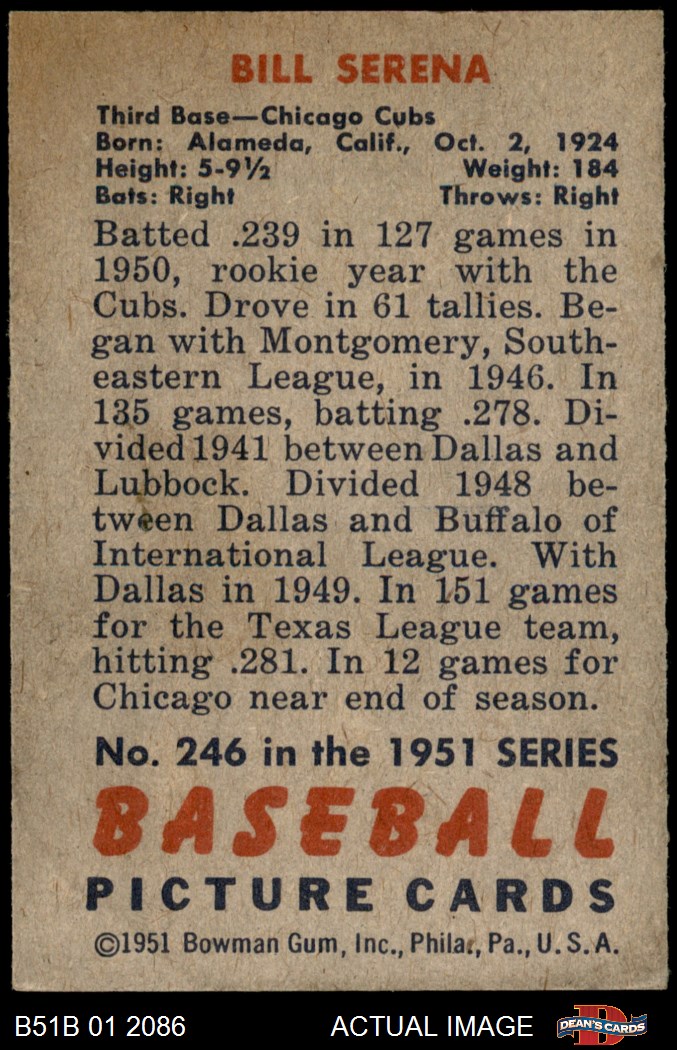 BILL SERENA
Third Base—Chicago Cubs
Born: Alameda, Calif., Oct. 2, 1924
Height: 5-9½ Weight: 184
Bats: Right Throws: Right
Batted .239 in 127 games in
1950, rookie year with the
Cubs. Drove in 61 tallies. Be-
gan with Montgomery, South-
eastern League, in 1946. In
135 games, batting .278. Di-
vided 1941 between Dallas and
Lubbock. Divided 1948 be-
tween Dallas and Buffalo of
International League. With
Dallas in 1949. In 151 games
for the Texas League team,
hitting .281. In 12 games for
Chicago near end of season.
No. 246 in the 1951 SERIES
BASEBALL
PICTURE CARDS
©1951 Bowman Gum, Inc., Phila., Pa., U.S.A.
B51B 01 2086 ACTUAL IMAGE D DEAN'S CARDS